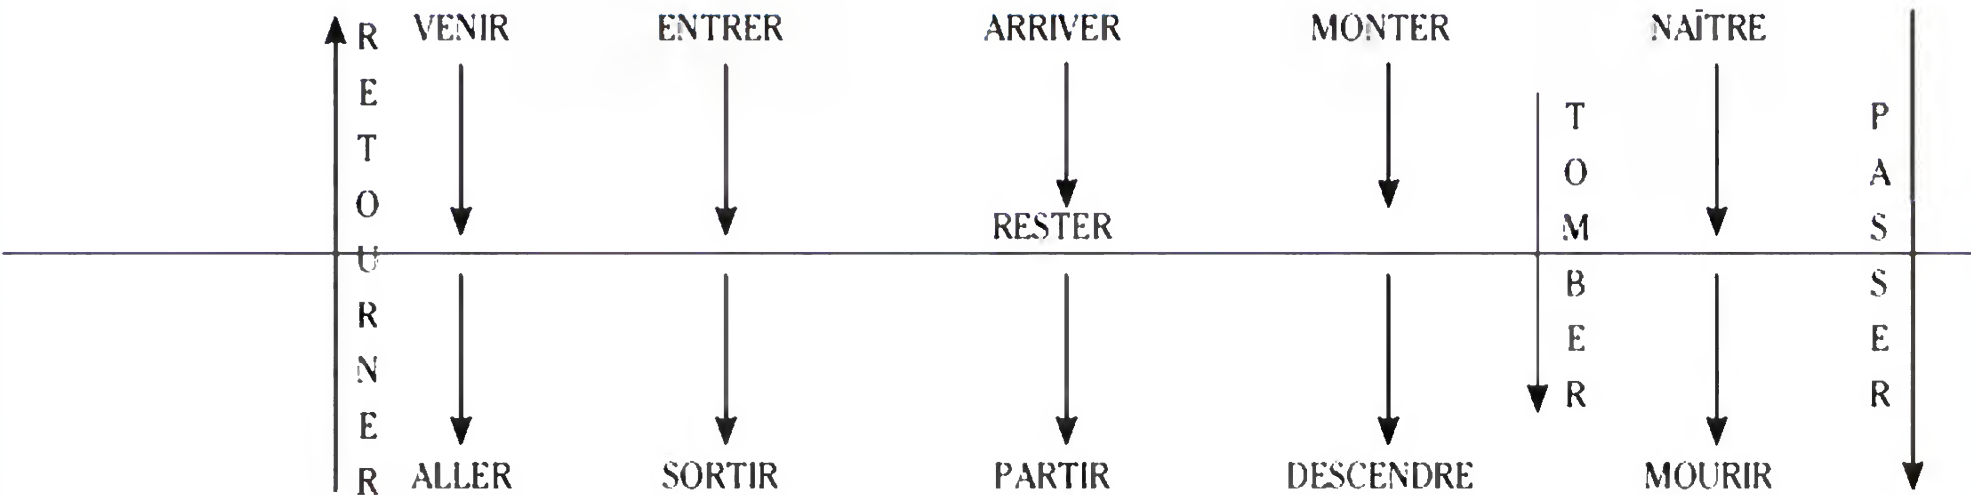 RETOURNER
VENIR
ENTRER
ARRIVER
MONTER
NAÎTRE
TOMBER
PASSER
RESTER
ALLER
SORTIR
PARTIR
DESCENDRE
MOURIR